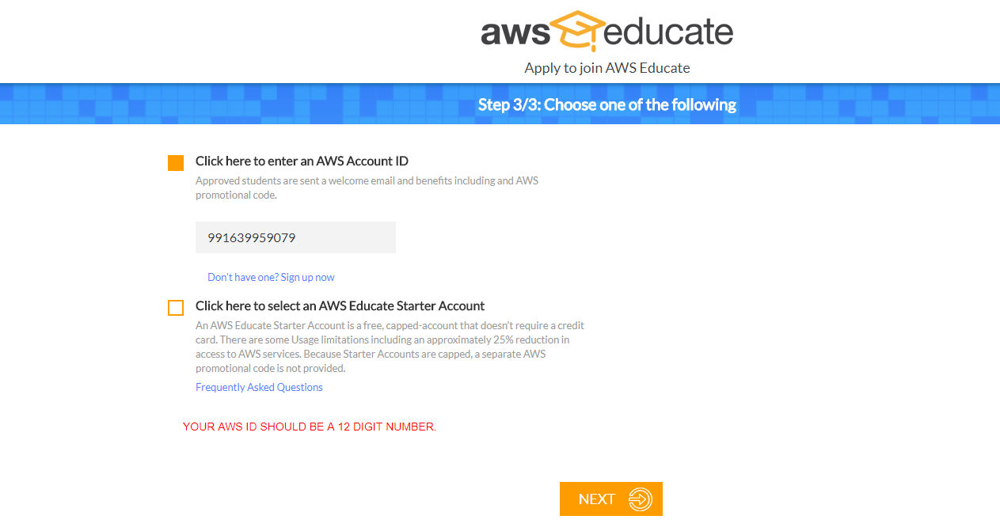 aws educate
Apply to join AWS Educate
Step 3/3: Choose one of the following
Click here to enter an AWS Account ID
Approved students are sent a welcome email and benefits including and AWS
promotional code.
991639959079
Don't have one? Sign up now
Click here to select an AWS Educate Starter Account
An AWS Educate Starter Account is a free, capped-account that doesn't require a credit
card. There are some Usage limitations including an approximately 25% reduction in
access to AWS services. Because Starter Accounts are capped, a separate AWS
promotional code is not provided.
Frequently Asked Questions
YOUR AWS ID SHOULD BE A 12 DIGIT NUMBER.
NEXT